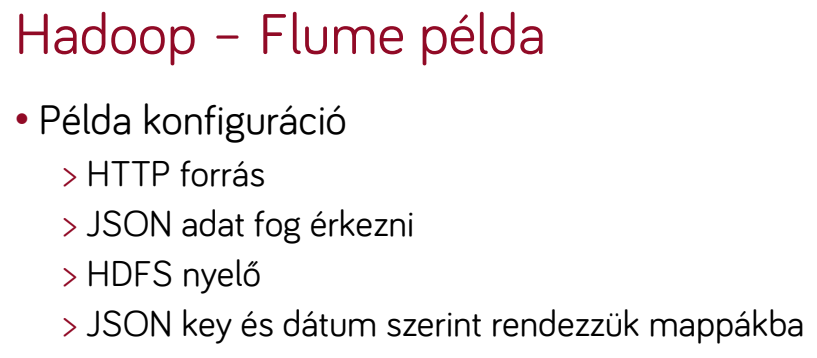 Hadoop – Flume példa
• Példa konfiguráció
> HTTP forrás
> JSON adat fog érkezni
> HDFS nyelő
> JSON key és dátum szerint rendezzük mappákba